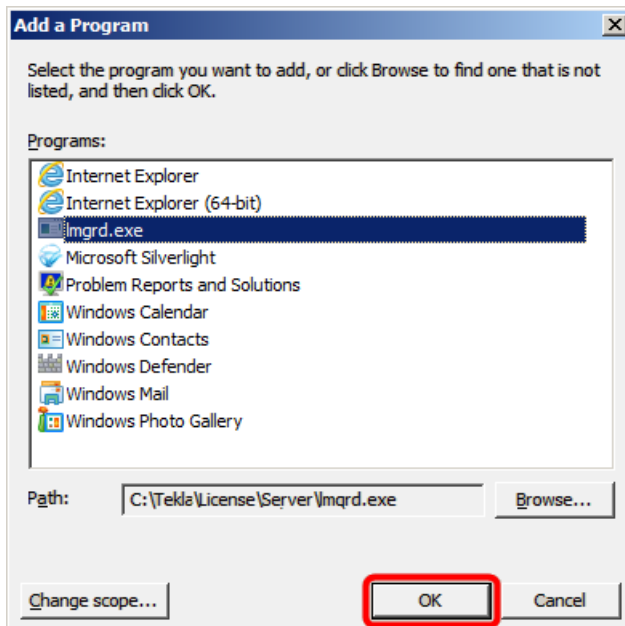 Add a Program
Select the program you want to add, or click Browse to find one that is not
listed, and then click OK.
Programs:
Internet Explorer
Internet Explorer (64-bit)
lmgrd.exe
Microsoft Silverlight
Problem Reports and Solutions
Windows Calendar
Windows Contacts
Windows Defender
Windows Mail
Windows Photo Gallery
Path: C:\Tekla\License\Server\lmgrd.exe Browse...
Change scope... OK Cancel